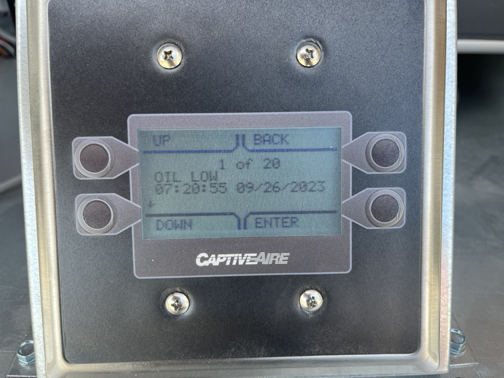 UP BACK
1 of 20
OIL LOW
07:20:55 09/26/2023
↓
DOWN ENTER
CAPTIVEAIRE